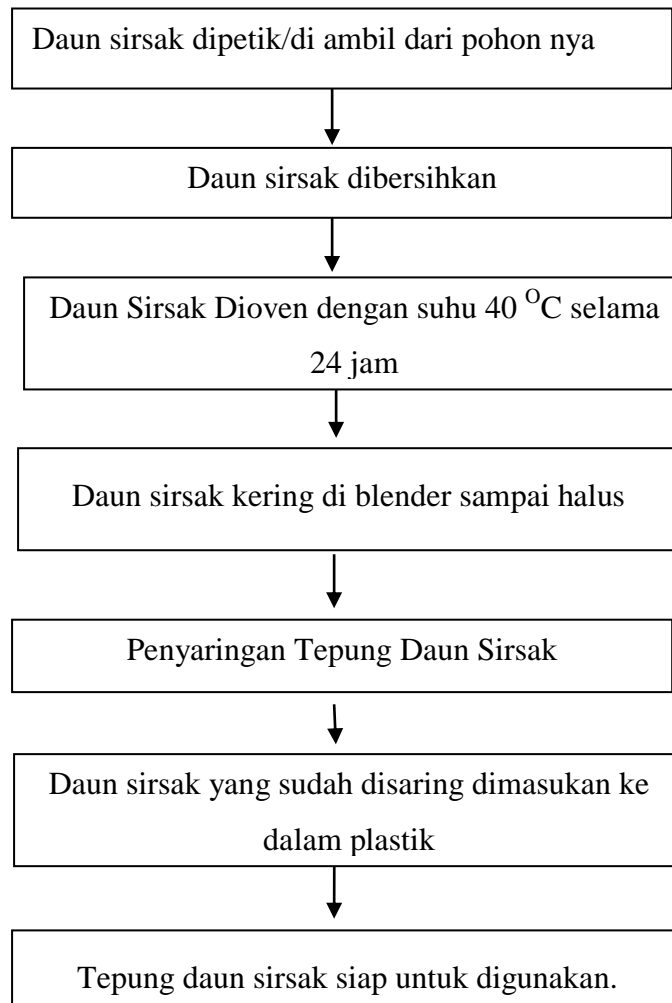 Daun sirsak dipetik/di ambil dari pohon nya
Daun sirsak dibersihkan
Daun Sirsak Dioven dengan suhu 40 ᴼC selama
24 jam
Daun sirsak kering di blender sampai halus
Penyaringan Tepung Daun Sirsak
Daun sirsak yang sudah disaring dimasukan ke
dalam plastik
Tepung daun sirsak siap untuk digunakan.